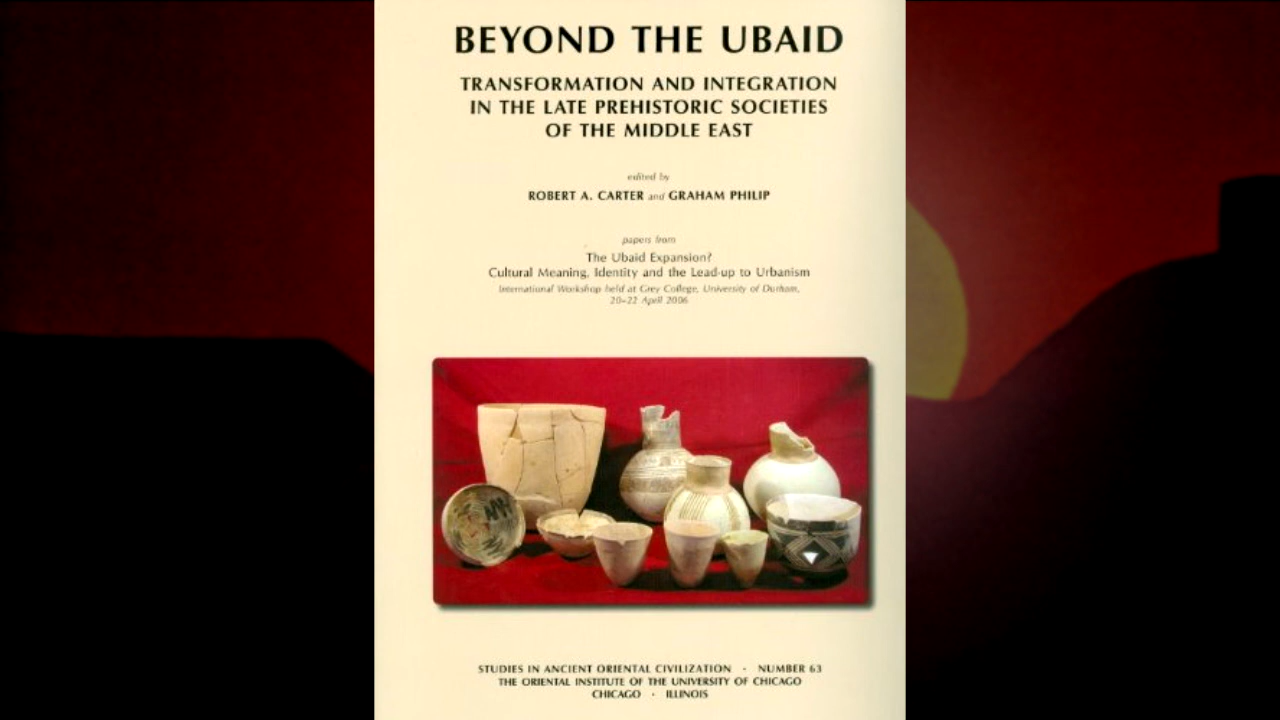 BEYOND THE UBAID
TRANSFORMATION AND INTEGRATION
IN THE LATE PREHISTORIC SOCIETIES
OF THE MIDDLE EAST
edited by
ROBERT A. CARTER and GRAHAM PHILIP
papers from
The Ubaid Expansion?
Cultural Meaning, Identity and the Lead-up to Urbanism
International Workshop held at Grey College, University of Durham,
20–22 April 2006
STUDIES IN ANCIENT ORIENTAL CIVILIZATION · NUMBER 63
THE ORIENTAL INSTITUTE OF THE UNIVERSITY OF CHICAGO
CHICAGO · ILLINOIS